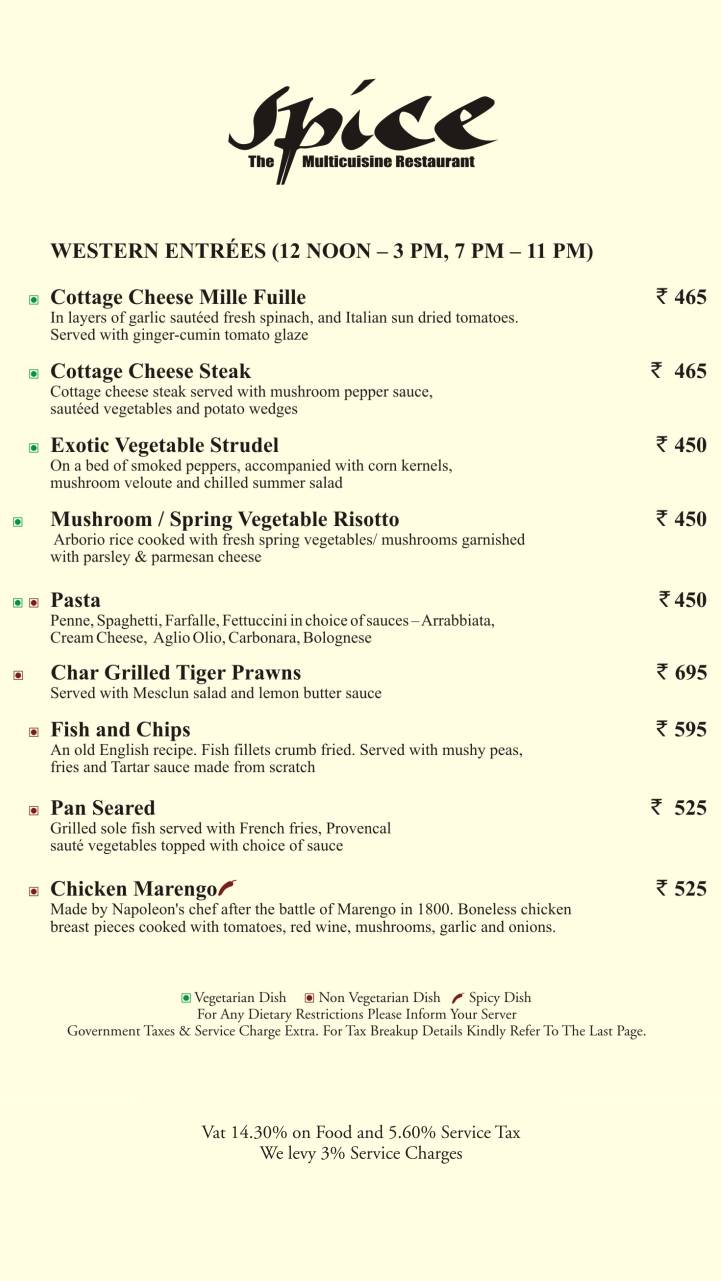 spice
The Multicuisine Restaurant
WESTERN ENTRÉES (12 NOON – 3 PM, 7 PM – 11 PM)
Cottage Cheese Mille Fuille ₹ 465
In layers of garlic sautéed fresh spinach, and Italian sun dried tomatoes.
Served with ginger-cumin tomato glaze
Cottage Cheese Steak ₹ 465
Cottage cheese steak served with mushroom pepper sauce,
sautéed vegetables and potato wedges
Exotic Vegetable Strudel ₹ 450
On a bed of smoked peppers, accompanied with corn kernels,
mushroom veloute and chilled summer salad
Mushroom / Spring Vegetable Risotto ₹ 450
Arborio rice cooked with fresh spring vegetables/ mushrooms garnished
with parsley & parmesan cheese
Pasta ₹ 450
Penne, Spaghetti, Farfalle, Fettuccini in choice of sauces – Arrabbiata,
Cream Cheese, Aglio Olio, Carbonara, Bolognese
Char Grilled Tiger Prawns ₹ 695
Served with Mesclun salad and lemon butter sauce
Fish and Chips ₹ 595
An old English recipe. Fish fillets crumb fried. Served with mushy peas,
fries and Tartar sauce made from scratch
Pan Seared ₹ 525
Grilled sole fish served with French fries, Provencal
sauté vegetables topped with choice of sauce
Chicken Marengo ₹ 525
Made by Napoleon's chef after the battle of Marengo in 1800. Boneless chicken
breast pieces cooked with tomatoes, red wine, mushrooms, garlic and onions.
Vegetarian Dish Non Vegetarian Dish Spicy Dish
For Any Dietary Restrictions Please Inform Your Server
Government Taxes & Service Charge Extra. For Tax Breakup Details Kindly Refer To The Last Page.
Vat 14.30% on Food and 5.60% Service Tax
We levy 3% Service Charges